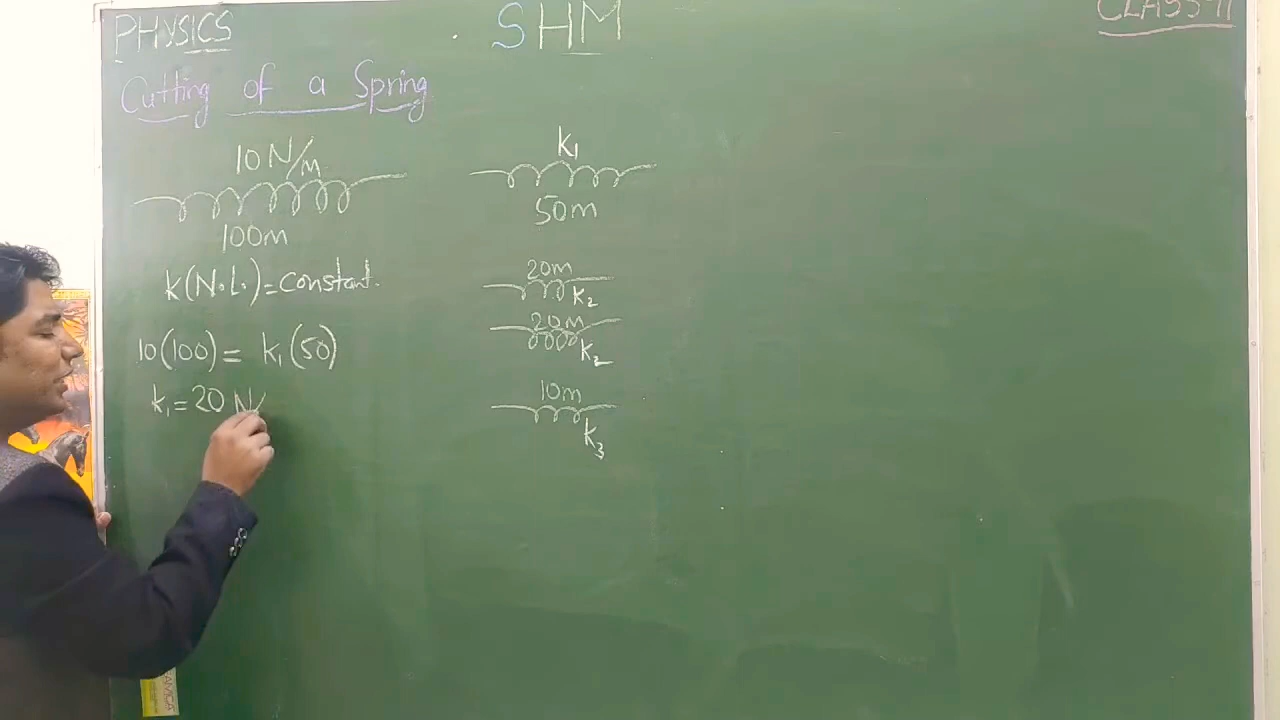 PHYSICS
SHM
CLASS-11
Cutting of a Spring
10 N/m
100m
k(N.L.)=constant.
10(100) = k₁(50)
k₁=20 N/
k₁
50m
20m
k₂
20m
k₂
10m
k₃